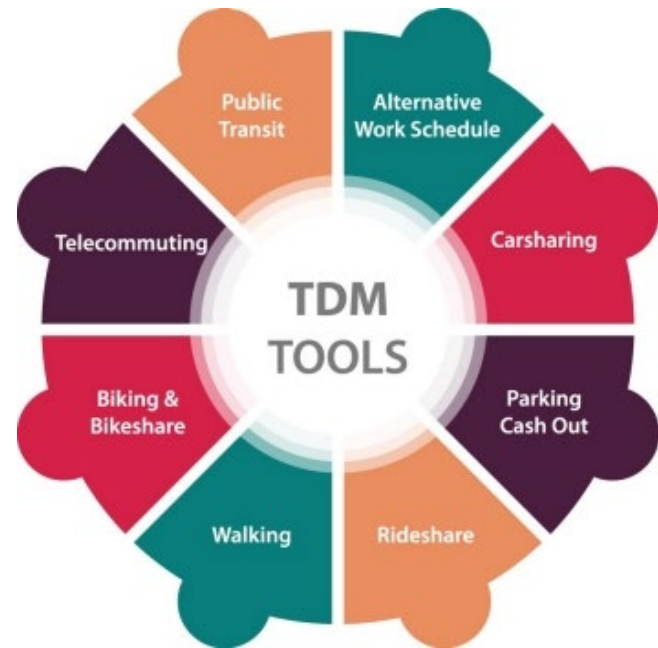 TDM
TOOLS
Public
Transit
Alternative
Work Schedule
Carsharing
Parking
Cash Out
Rideshare
Walking
Biking &
Bikeshare
Telecommuting